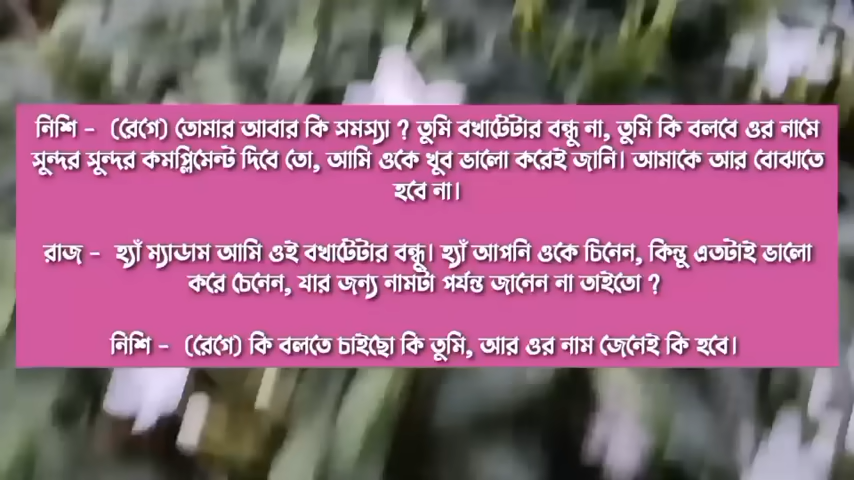 নিশি - (রেগে) তোমার আবার কি সমস্যা ? তুমি বখাটেটার বন্ধু না, তুমি কি বলবে ওর নামে
সুন্দর সুন্দর কমপ্লিমেন্ট দিবে তো, আমি ওকে খুব ভালো করেই জানি। আমাকে আর বোঝাতে
হবে না।
রাজ - হ্যাঁ ম্যাডাম আমি ওই বখাটেটার বন্ধু। হ্যাঁ আপনি ওকে চিনেন, কিন্তু এতটাই ভালো
করে চেনেন, যার জন্য নামটা পর্যন্ত জানেন না তাইতো ?
নিশি - (রেগে) কি বলতে চাইছো কি তুমি, আর ওর নাম জেনেই কি হবে।